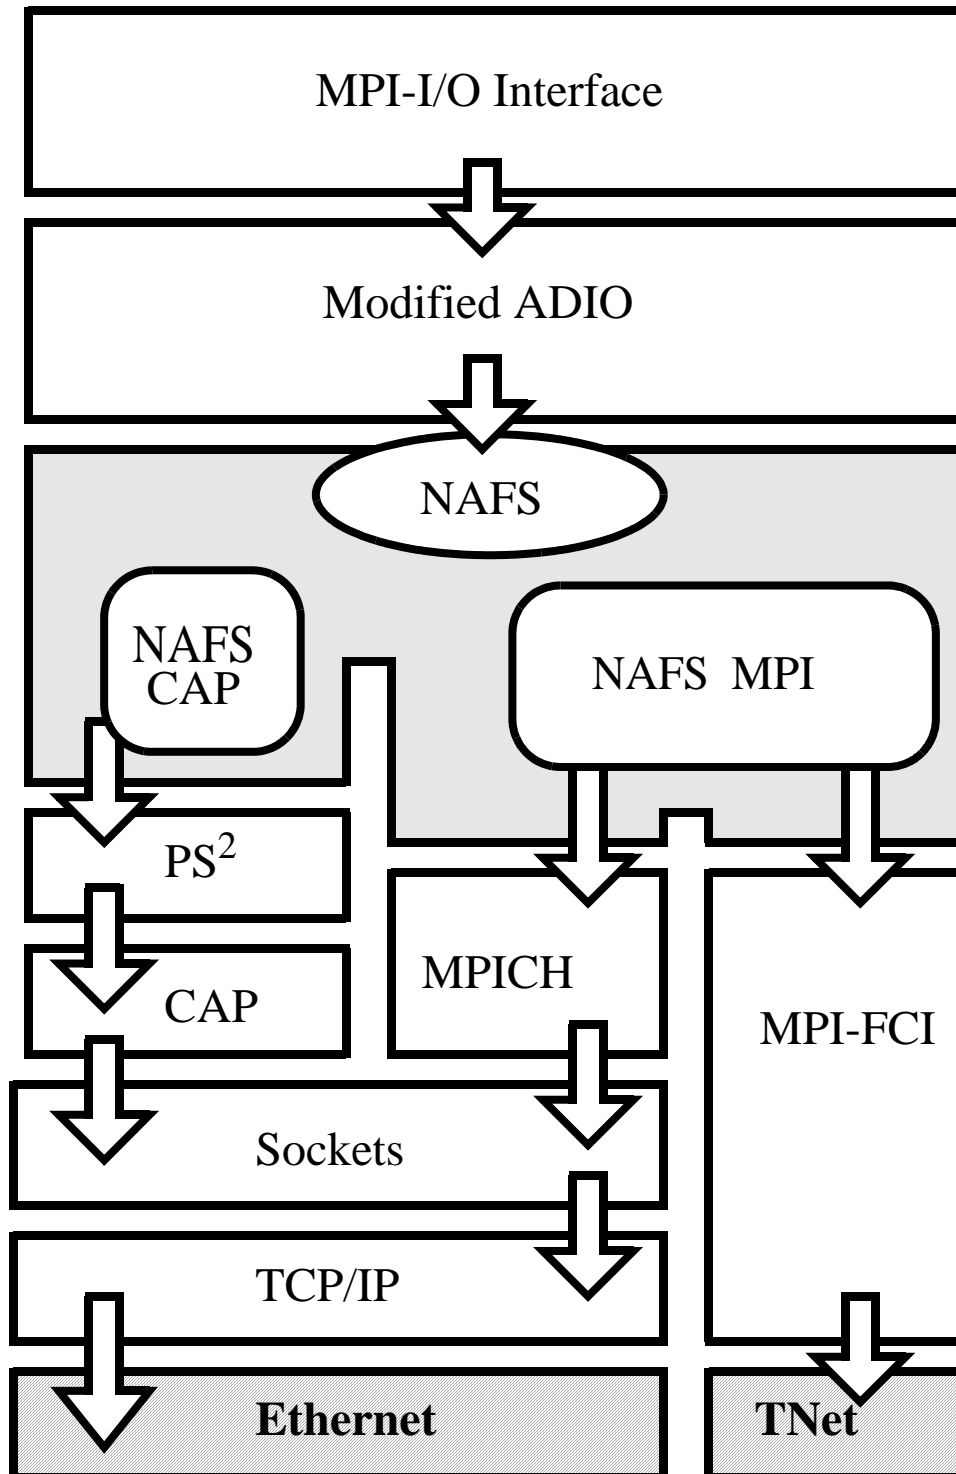 MPI-I/O Interface
Modified ADIO
NAFS
NAFS
CAP
NAFS MPI
PS²
MPICH
CAP
MPI-FCI
Sockets
TCP/IP
Ethernet
TNet